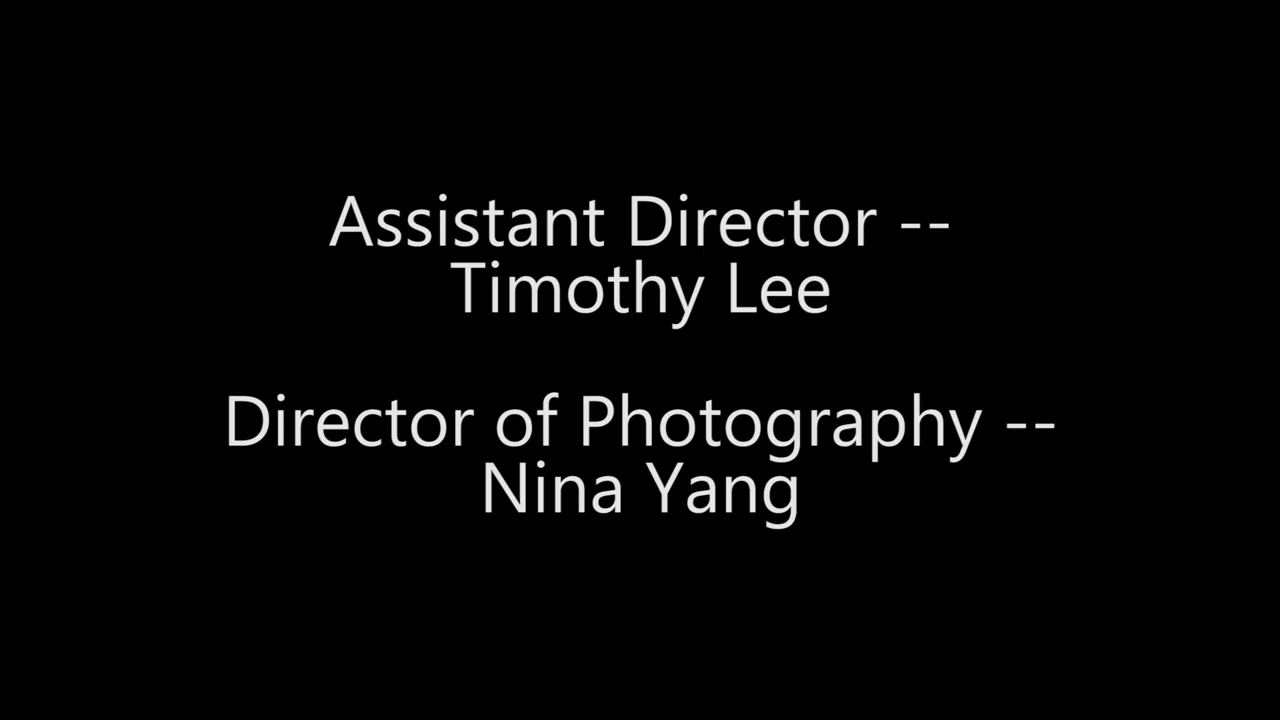 Assistant Director --
Timothy Lee
Director of Photography --
Nina Yang